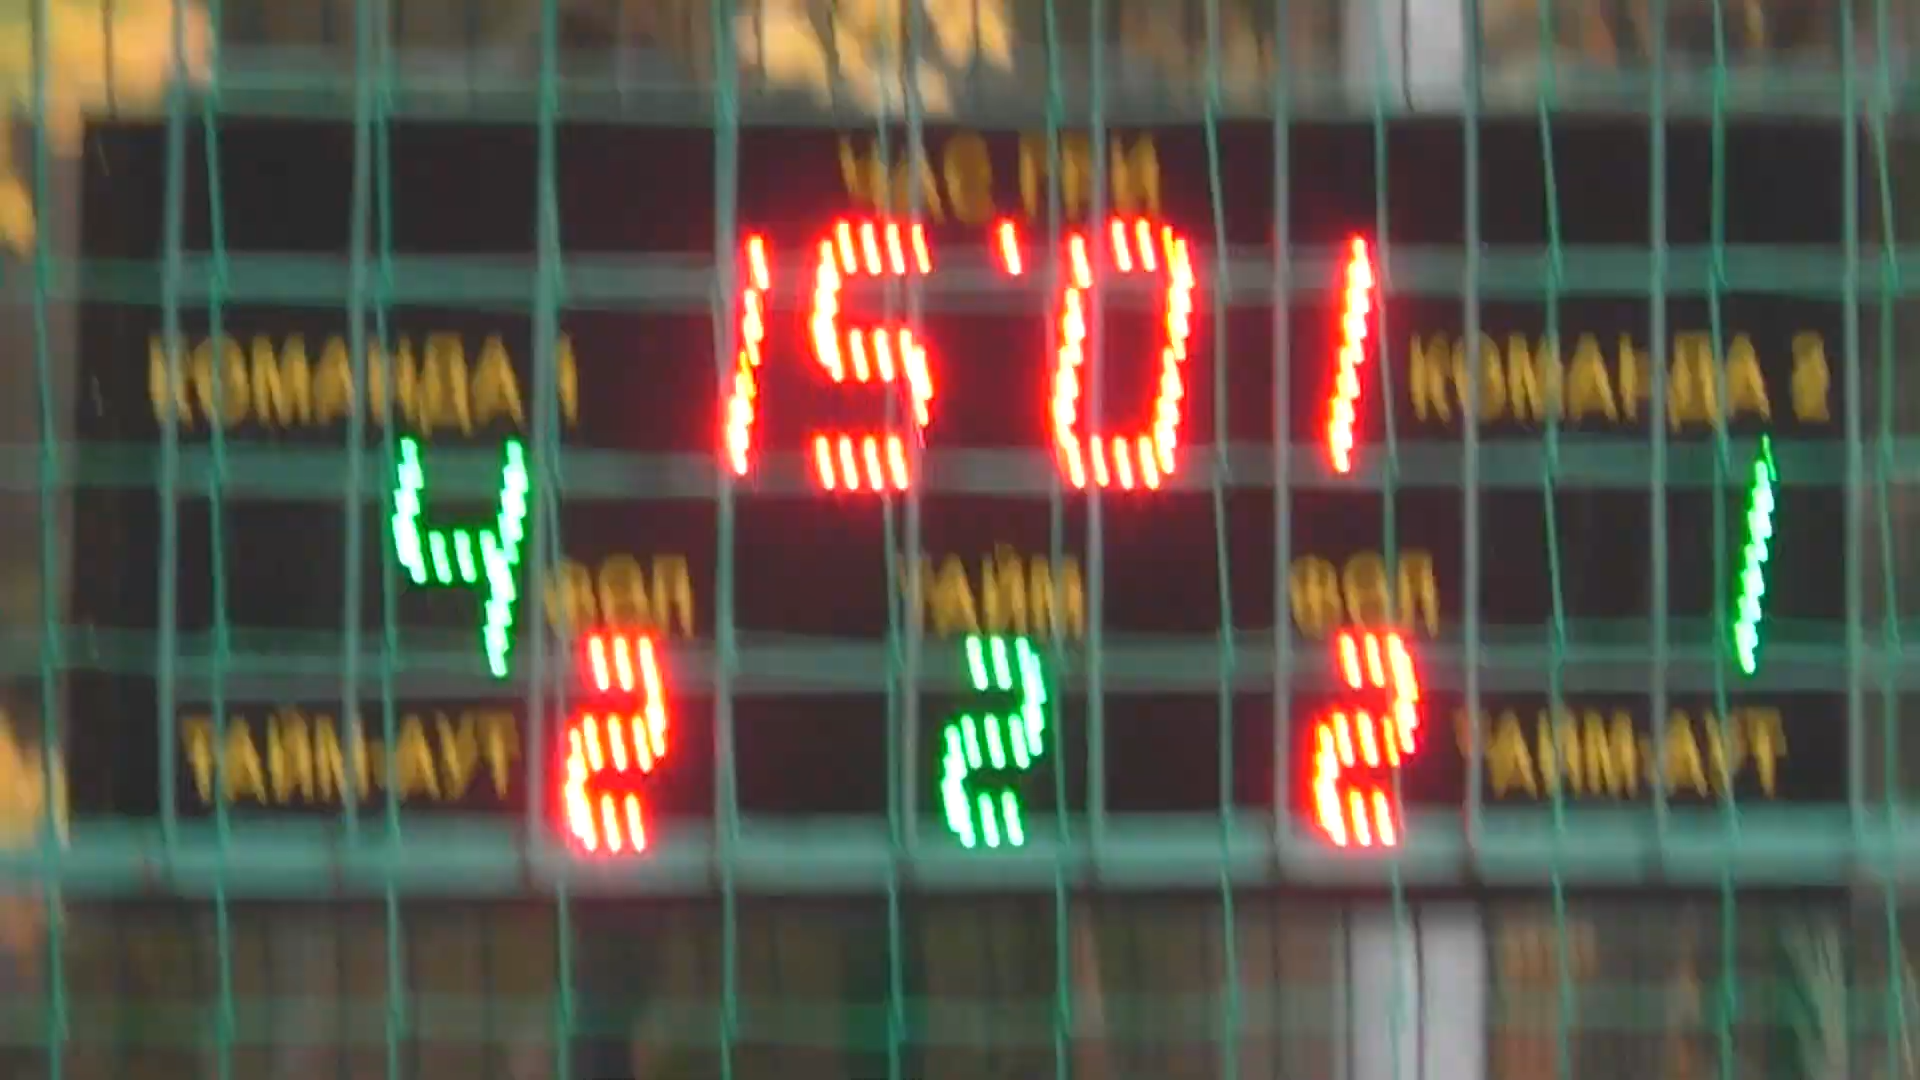 ЧАС ГРИ
15'01
КОМАНДА 1
КОМАНДА 2
4
1
ФОЛ ТАЙМ ФОЛ
2 2 2
ТАЙМ-АУТ
ТАЙМ-АУТ